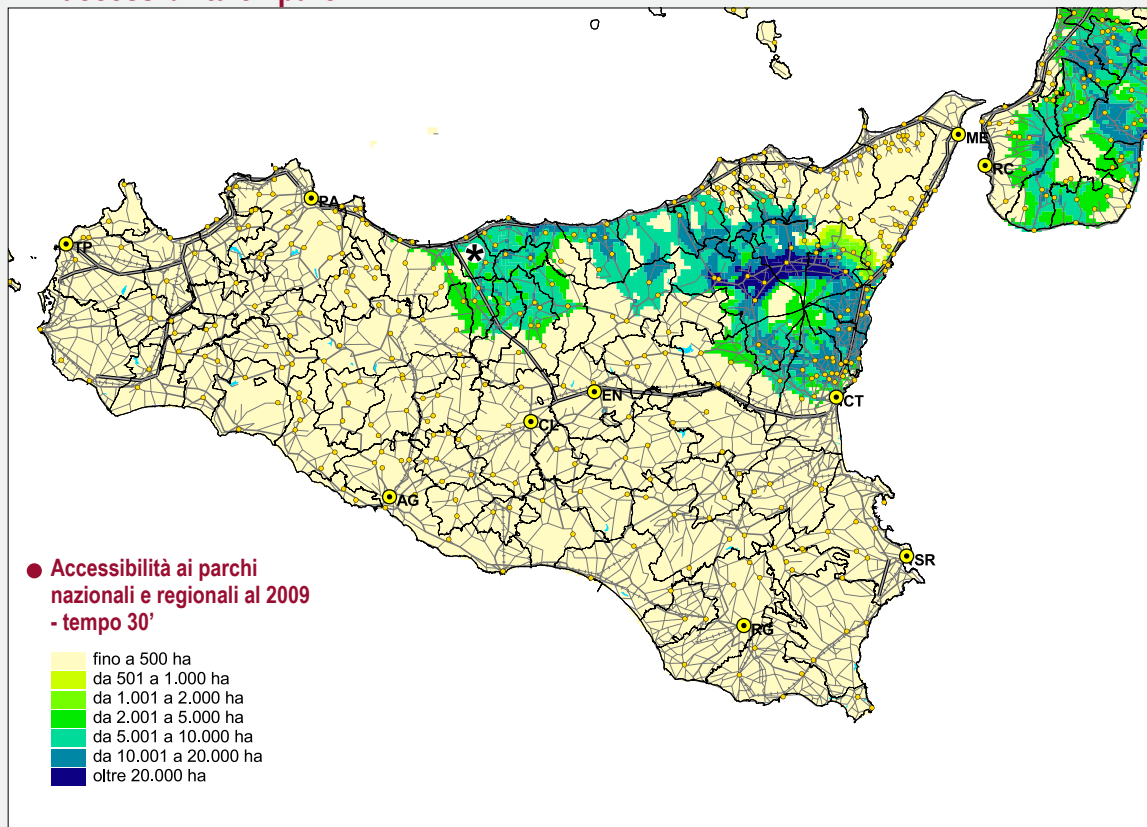 ME
RC
PA
TP
*
EN
CT
CL
AG
SR
RG
Accessibilità ai parchi
nazionali e regionali al 2009
- tempo 30’
fino a 500 ha
da 501 a 1.000 ha
da 1.001 a 2.000 ha
da 2.001 a 5.000 ha
da 5.001 a 10.000 ha
da 10.001 a 20.000 ha
oltre 20.000 ha